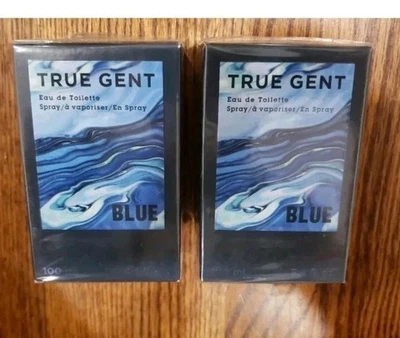 TRUE GENT
Eau de Toilette
Spray/à vaporiser/En Spray
BLUE
100
TRUE GENT
Eau de Toilette
Spray/à vaporiser/En Spray
BLUE